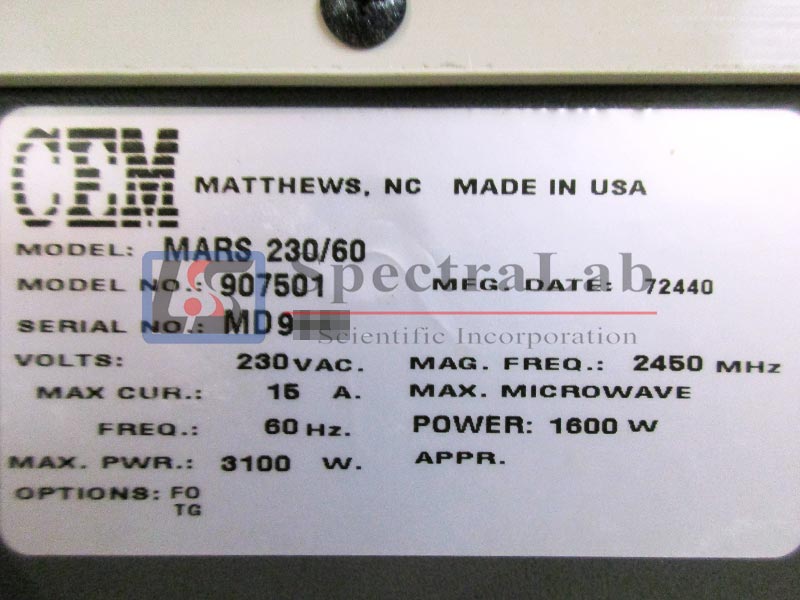 CEM MATTHEWS, NC MADE IN USA
MODEL: MARS 230/60
MODEL NO.: 907501 MFG. DATE: 72440
SERIAL NO.: MD9
VOLTS: 230 VAC. MAG. FREQ.: 2450 MHz
MAX CUR.: 15 A. MAX. MICROWAVE
FREQ.: 60 Hz. POWER: 1600 W
MAX. PWR.: 3100 W. APPR.
OPTIONS: FO
TG
SpectraLab
Scientific Incorporation